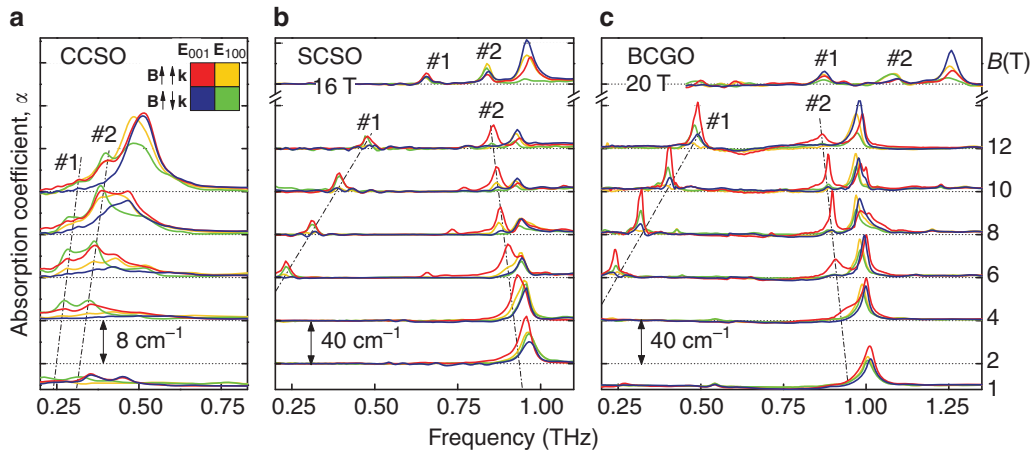 a
CCSO
E001 E100
B↑↑k
B↑↓k
#1
#2
8 cm−1
0.25
0.50
0.75
b
SCSO
16 T
#1
#2
#1
#2
40 cm−1
0.25
0.50
0.75
1.00
c
BCGO
20 T
#1
#2
#1
#2
40 cm−1
0.25
0.50
0.75
1.00
1.25
B(T)
12
10
8
6
4
2
1
Absorption coefficient, α
Frequency (THz)